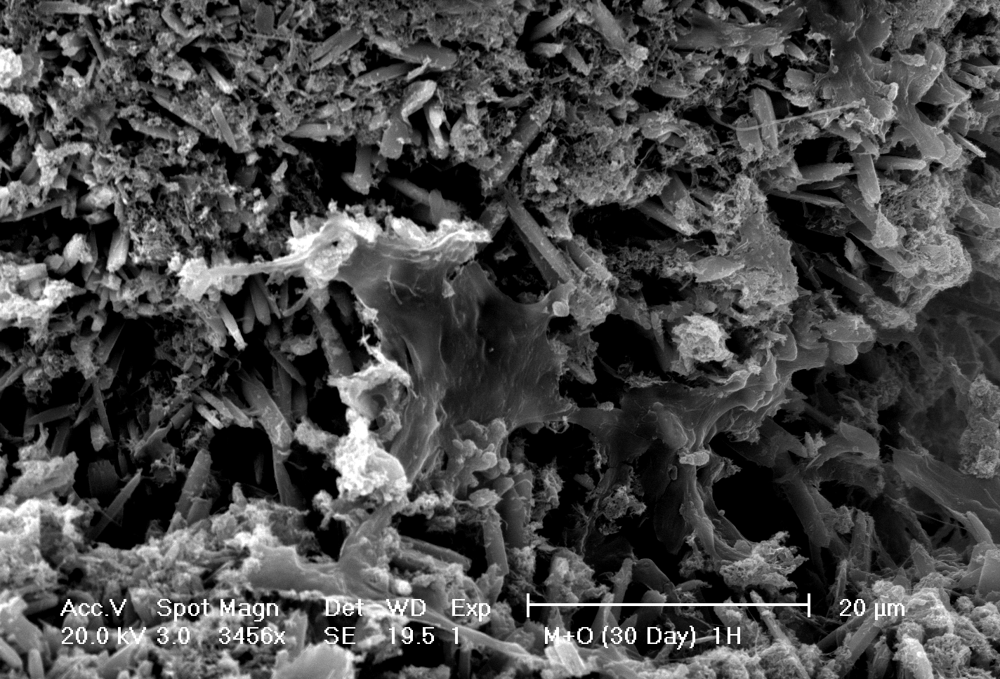 Acc.V Spot Magn Det WD Exp 20 µm
20.0 kV 3.0 3456x SE 19.5 1 M+O (30 Day) 1H